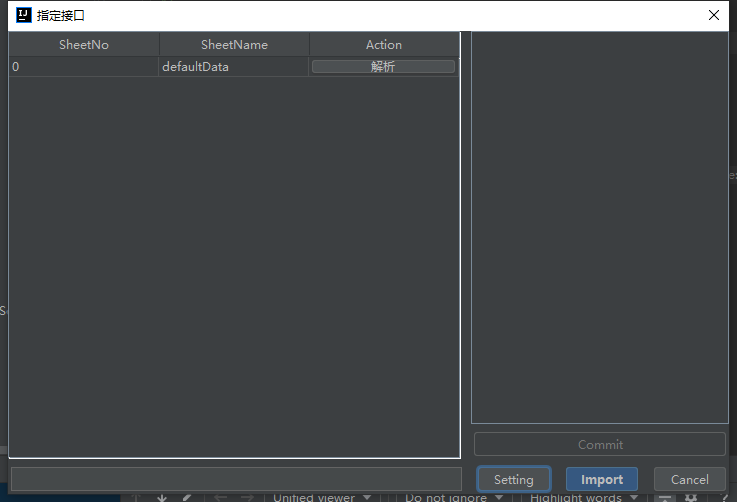 指定接口
SheetNo SheetName Action
0 defaultData 解析
Commit
Setting Import Cancel
Unified viewer Do not ignore Highlight words ?